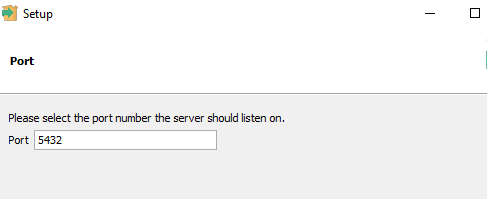 Setup
Port
Please select the port number the server should listen on.
Port 5432